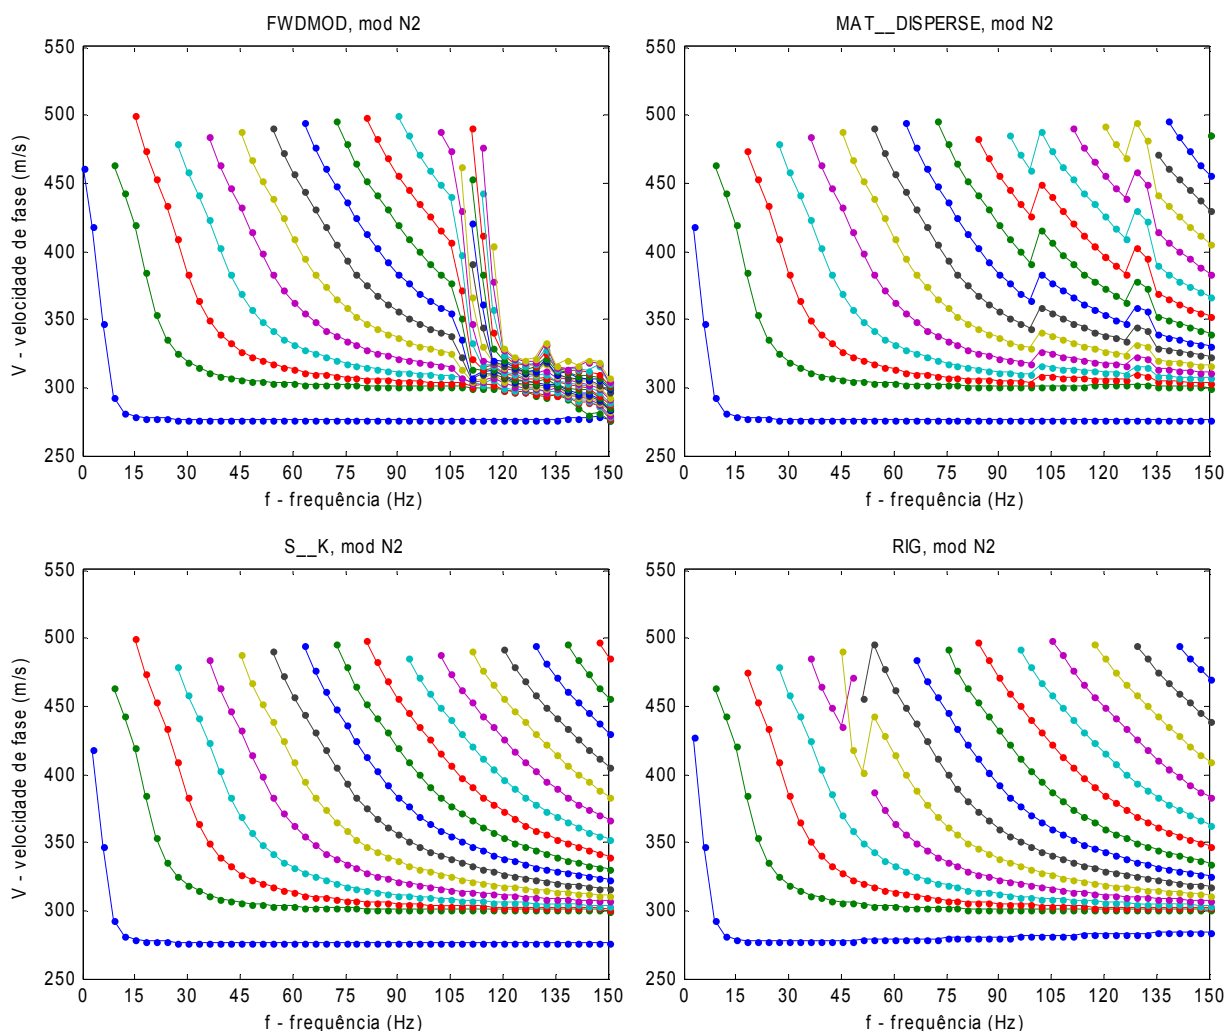 FWDMOD, mod N2
550
500
450
400
350
300
250
0 15 30 45 60 75 90 105 120 135 150
V - velocidade de fase (m/s)
f - frequência (Hz)
MAT__DISPERSE, mod N2
550
500
450
400
350
300
250
0 15 30 45 60 75 90 105 120 135 150
f - frequência (Hz)
S__K, mod N2
550
500
450
400
350
300
250
0 15 30 45 60 75 90 105 120 135 150
V - velocidade de fase (m/s)
f - frequência (Hz)
RIG, mod N2
550
500
450
400
350
300
250
0 15 30 45 60 75 90 105 120 135 150
f - frequência (Hz)